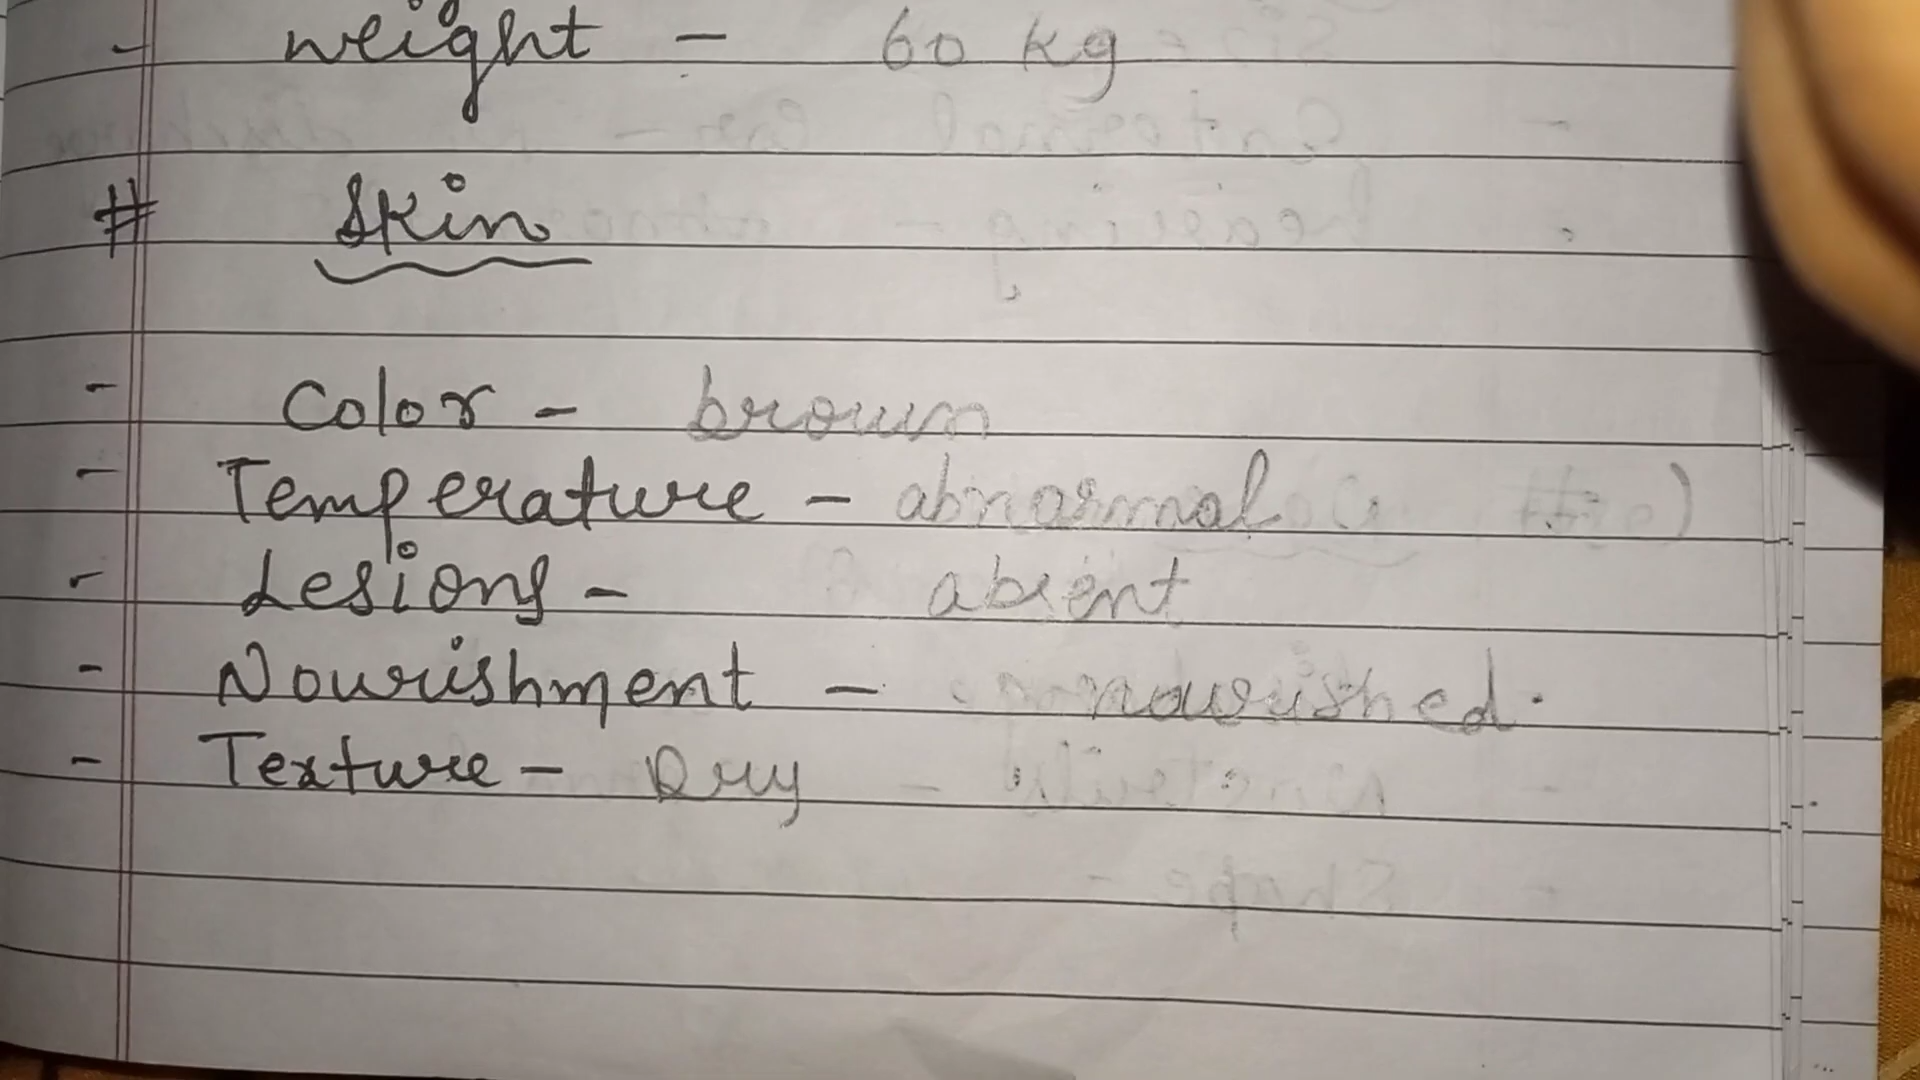 - weight - 60 kg
# Skin
- Color - brown
- Temperature - abnormal
- Lesions - absent
- Nourishment - nourished.
- Texture - Dry